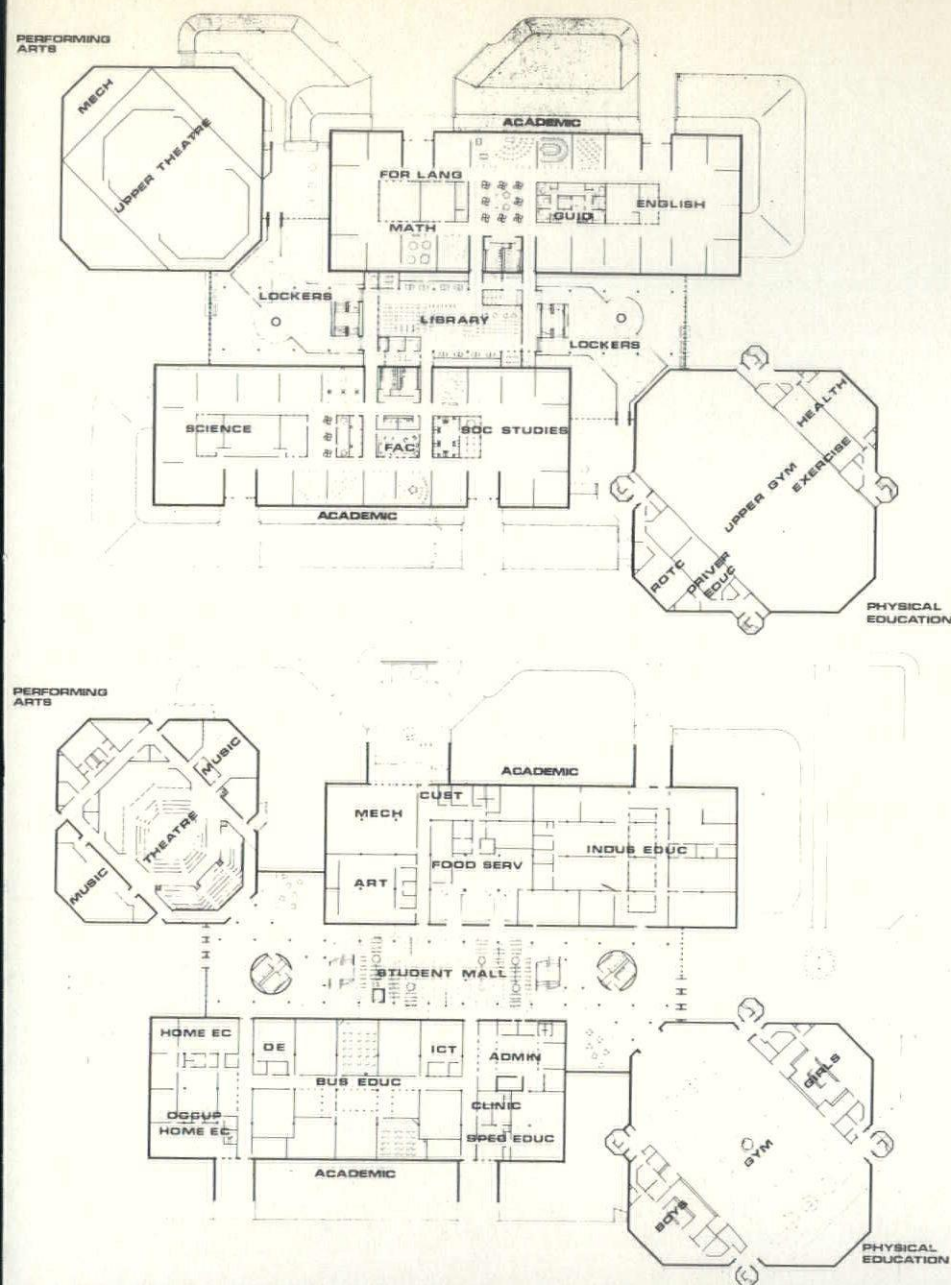 PERFORMING
ARTS
MECH
UPPER THEATRE
ACADEMIC
FOR LANG
MATH
GUID
ENGLISH
LOCKERS
LIBRARY
LOCKERS
SCIENCE
FAC
SOC STUDIES
ACADEMIC
HEALTH
EXERCISE
UPPER GYM
ROTC
DRIVER
EDUC
PHYSICAL
EDUCATION
PERFORMING
ARTS
MUSIC
THEATRE
MUSIC
ACADEMIC
CUST
MECH
FOOD SERV
INDUS EDUC
ART
STUDENT MALL
HOME EC
DE
ICT
ADMIN
BUS EDUC
CLINIC
OCCUP
HOME EC
SPEC EDUC
ACADEMIC
GIRLS
GYM
BOYS
PHYSICAL
EDUCATION